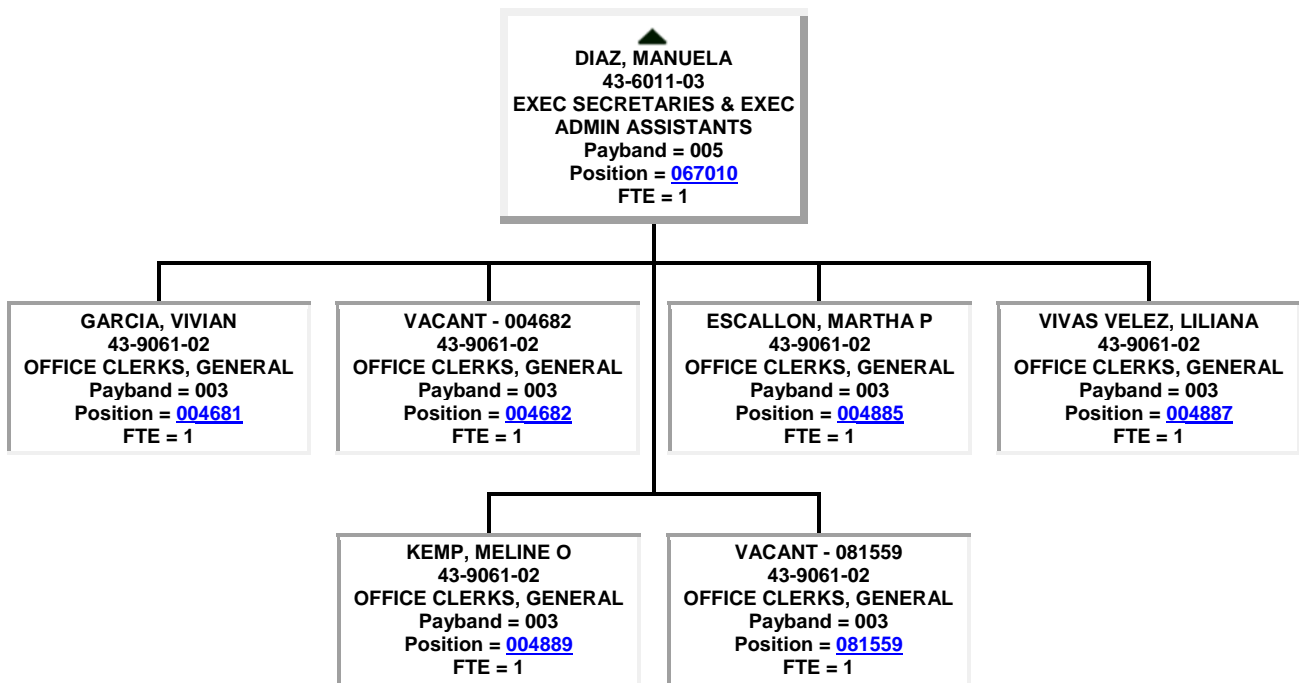 DIAZ, MANUELA
43-6011-03
EXEC SECRETARIES & EXEC
ADMIN ASSISTANTS
Payband = 005
Position = 067010
FTE = 1
GARCIA, VIVIAN
43-9061-02
OFFICE CLERKS, GENERAL
Payband = 003
Position = 004681
FTE = 1
VACANT - 004682
43-9061-02
OFFICE CLERKS, GENERAL
Payband = 003
Position = 004682
FTE = 1
ESCALLON, MARTHA P
43-9061-02
OFFICE CLERKS, GENERAL
Payband = 003
Position = 004885
FTE = 1
VIVAS VELEZ, LILIANA
43-9061-02
OFFICE CLERKS, GENERAL
Payband = 003
Position = 004887
FTE = 1
KEMP, MELINE O
43-9061-02
OFFICE CLERKS, GENERAL
Payband = 003
Position = 004889
FTE = 1
VACANT - 081559
43-9061-02
OFFICE CLERKS, GENERAL
Payband = 003
Position = 081559
FTE = 1